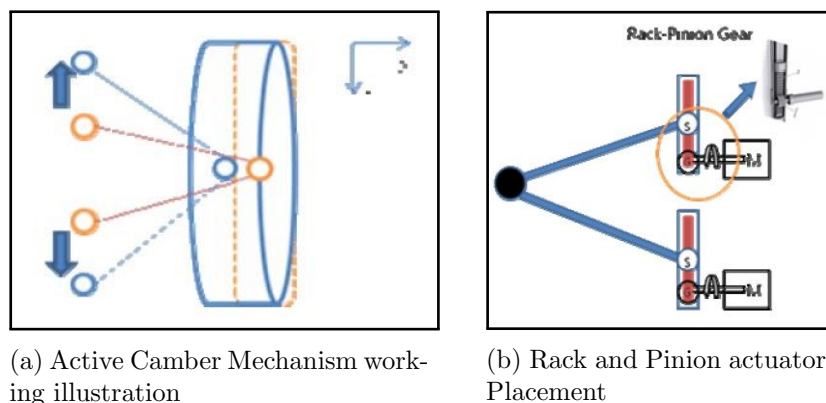 Rack-Pinion Gear
S
G
M
S
G
M
(a) Active Camber Mechanism work-
ing illustration
(b) Rack and Pinion actuator
Placement